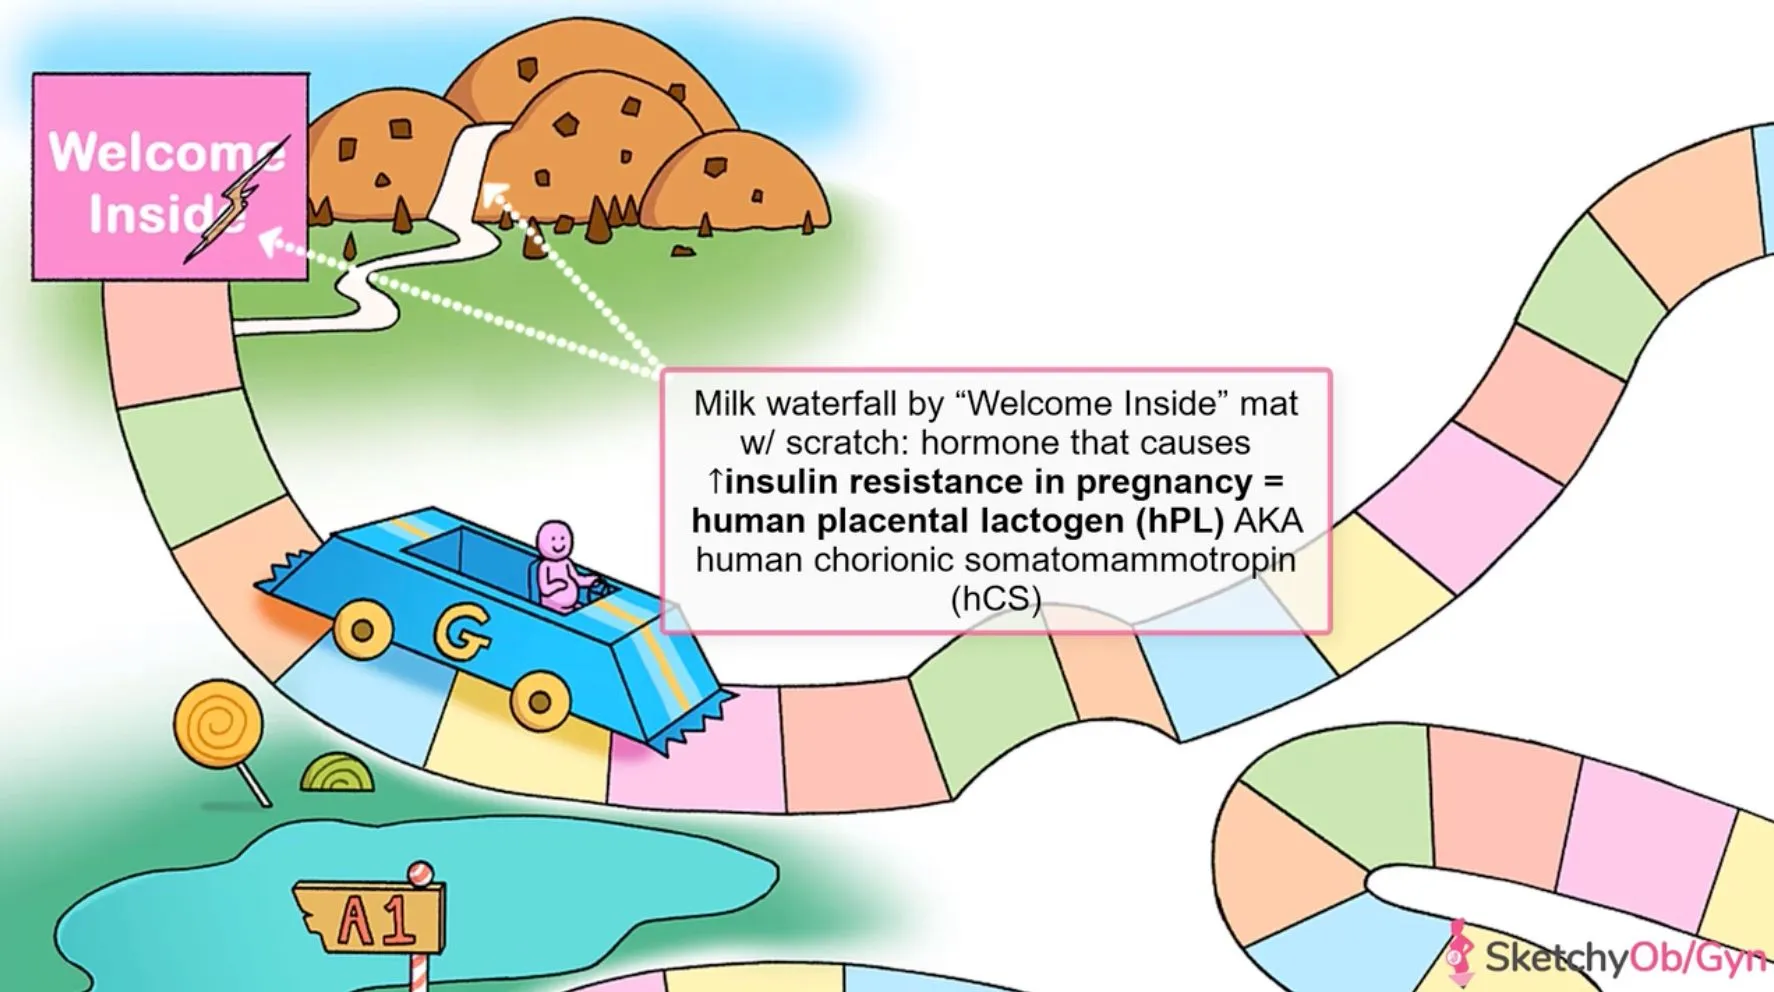 Welcome
Inside
Milk waterfall by “Welcome Inside” mat
w/ scratch: hormone that causes
↑insulin resistance in pregnancy =
human placental lactogen (hPL) AKA
human chorionic somatomammotropin
(hCS)
G
A1
SketchyOb/Gyn